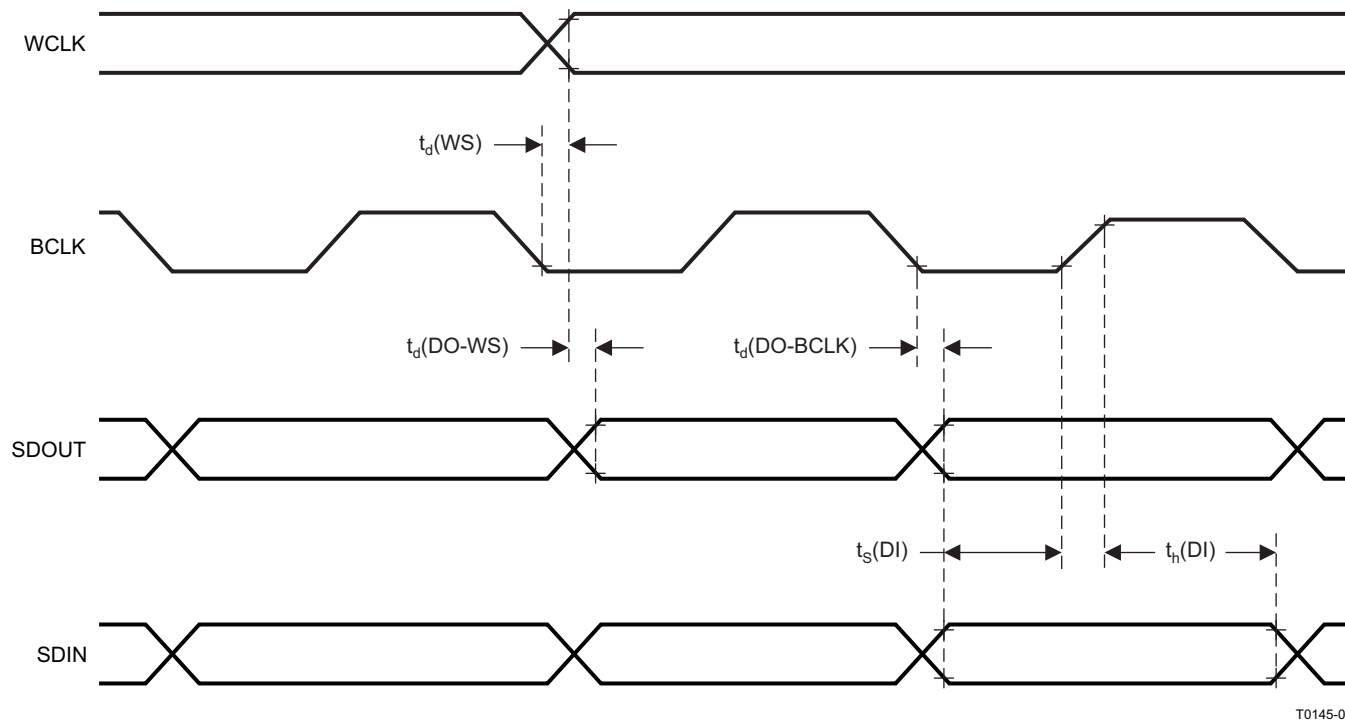 WCLK
td(WS)
BCLK
td(DO-WS)
td(DO-BCLK)
SDOUT
tS(DI)
th(DI)
SDIN
T0145-0